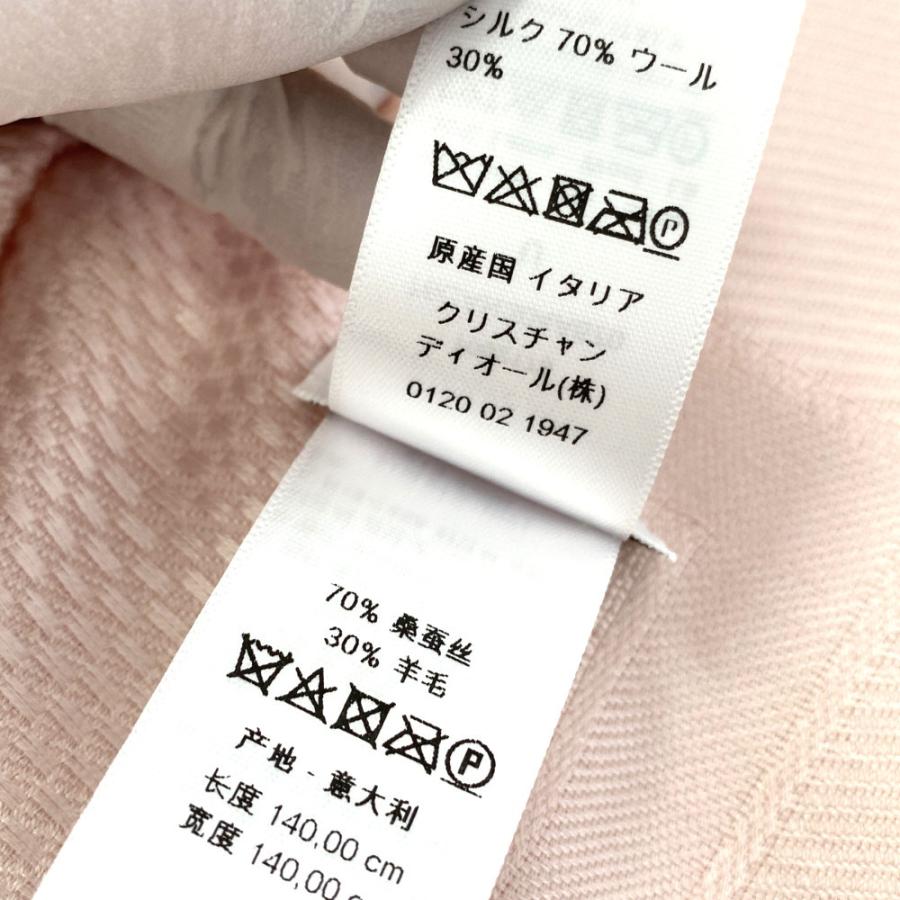 シルク 70% ウール
30%
P
原産国 イタリア
クリスチャン
ディオール(株)
0120 02 1947
70% 桑蚕丝
30% 羊毛
P
产地 - 意大利
长度 140,00 cm
宽度 140,00 c